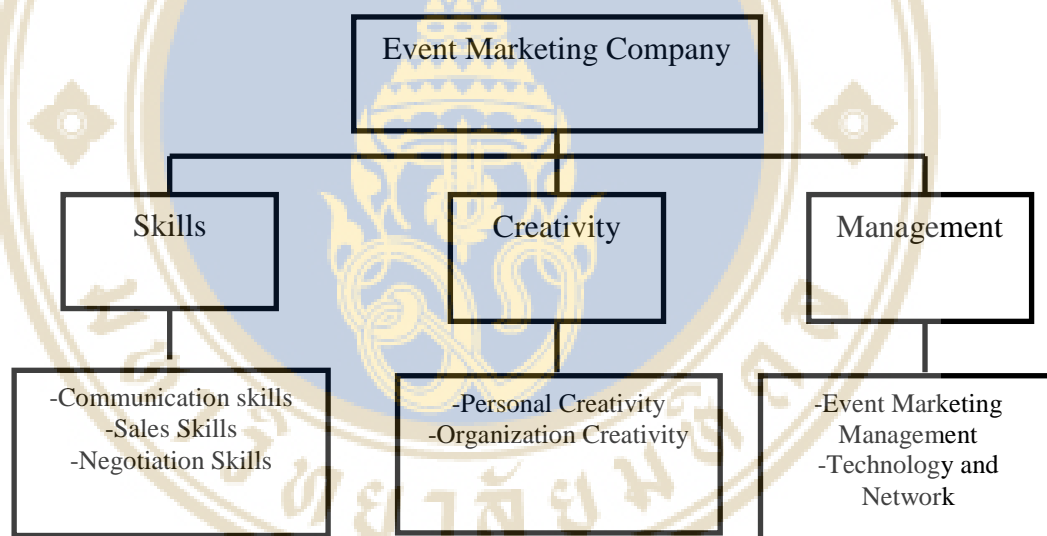 Event Marketing Company
Skills
Creativity
Management
-Communication skills
-Sales Skills
-Negotiation Skills
-Personal Creativity
-Organization Creativity
-Event Marketing
Management
-Technology and
Network